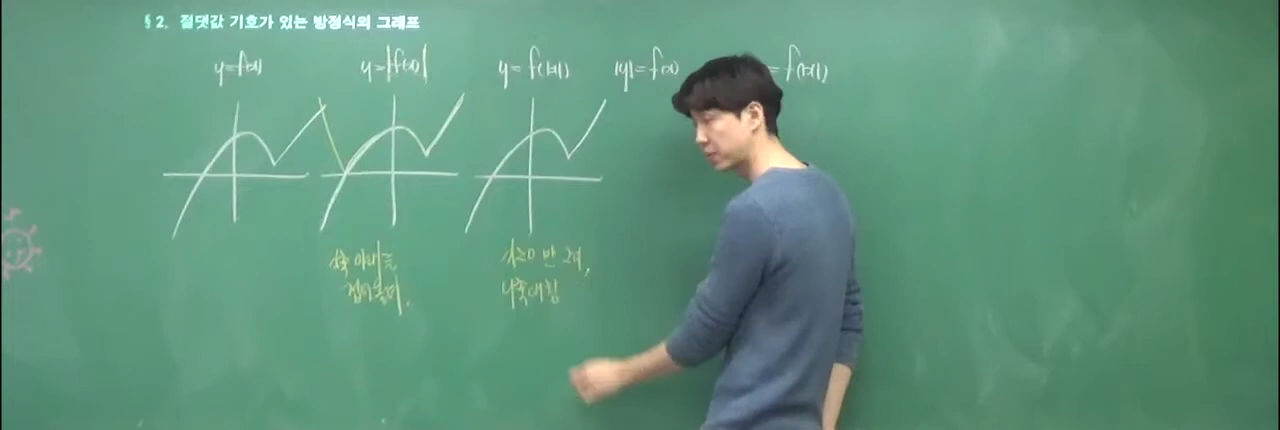 § 2. 절댓값 기호가 있는 방정식의 그래프
y=f(x)
y=|f(x)|
y=f(|x|)
|y|=f(x)
=f(|x|)
x축 아래를
접어올려.
x≥0 만 그려,
y축대칭